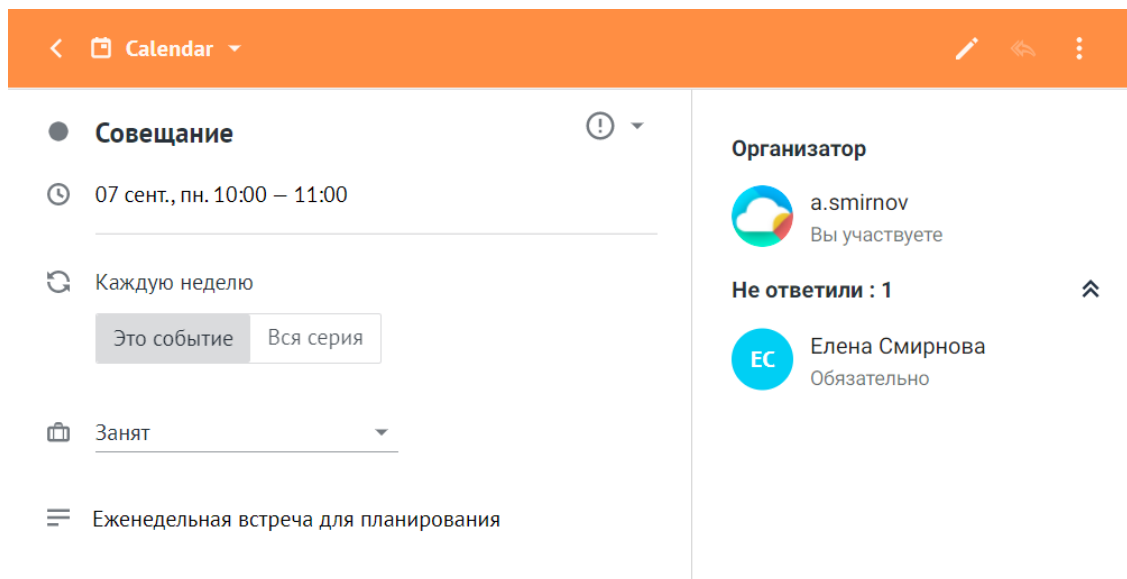 Calendar
Совещание
07 сент., пн. 10:00 — 11:00
Каждую неделю
Это событие Вся серия
Занят
Еженедельная встреча для планирования
Организатор
a.smirnov
Вы участвуете
Не ответили : 1
ЕС Елена Смирнова
Обязательно